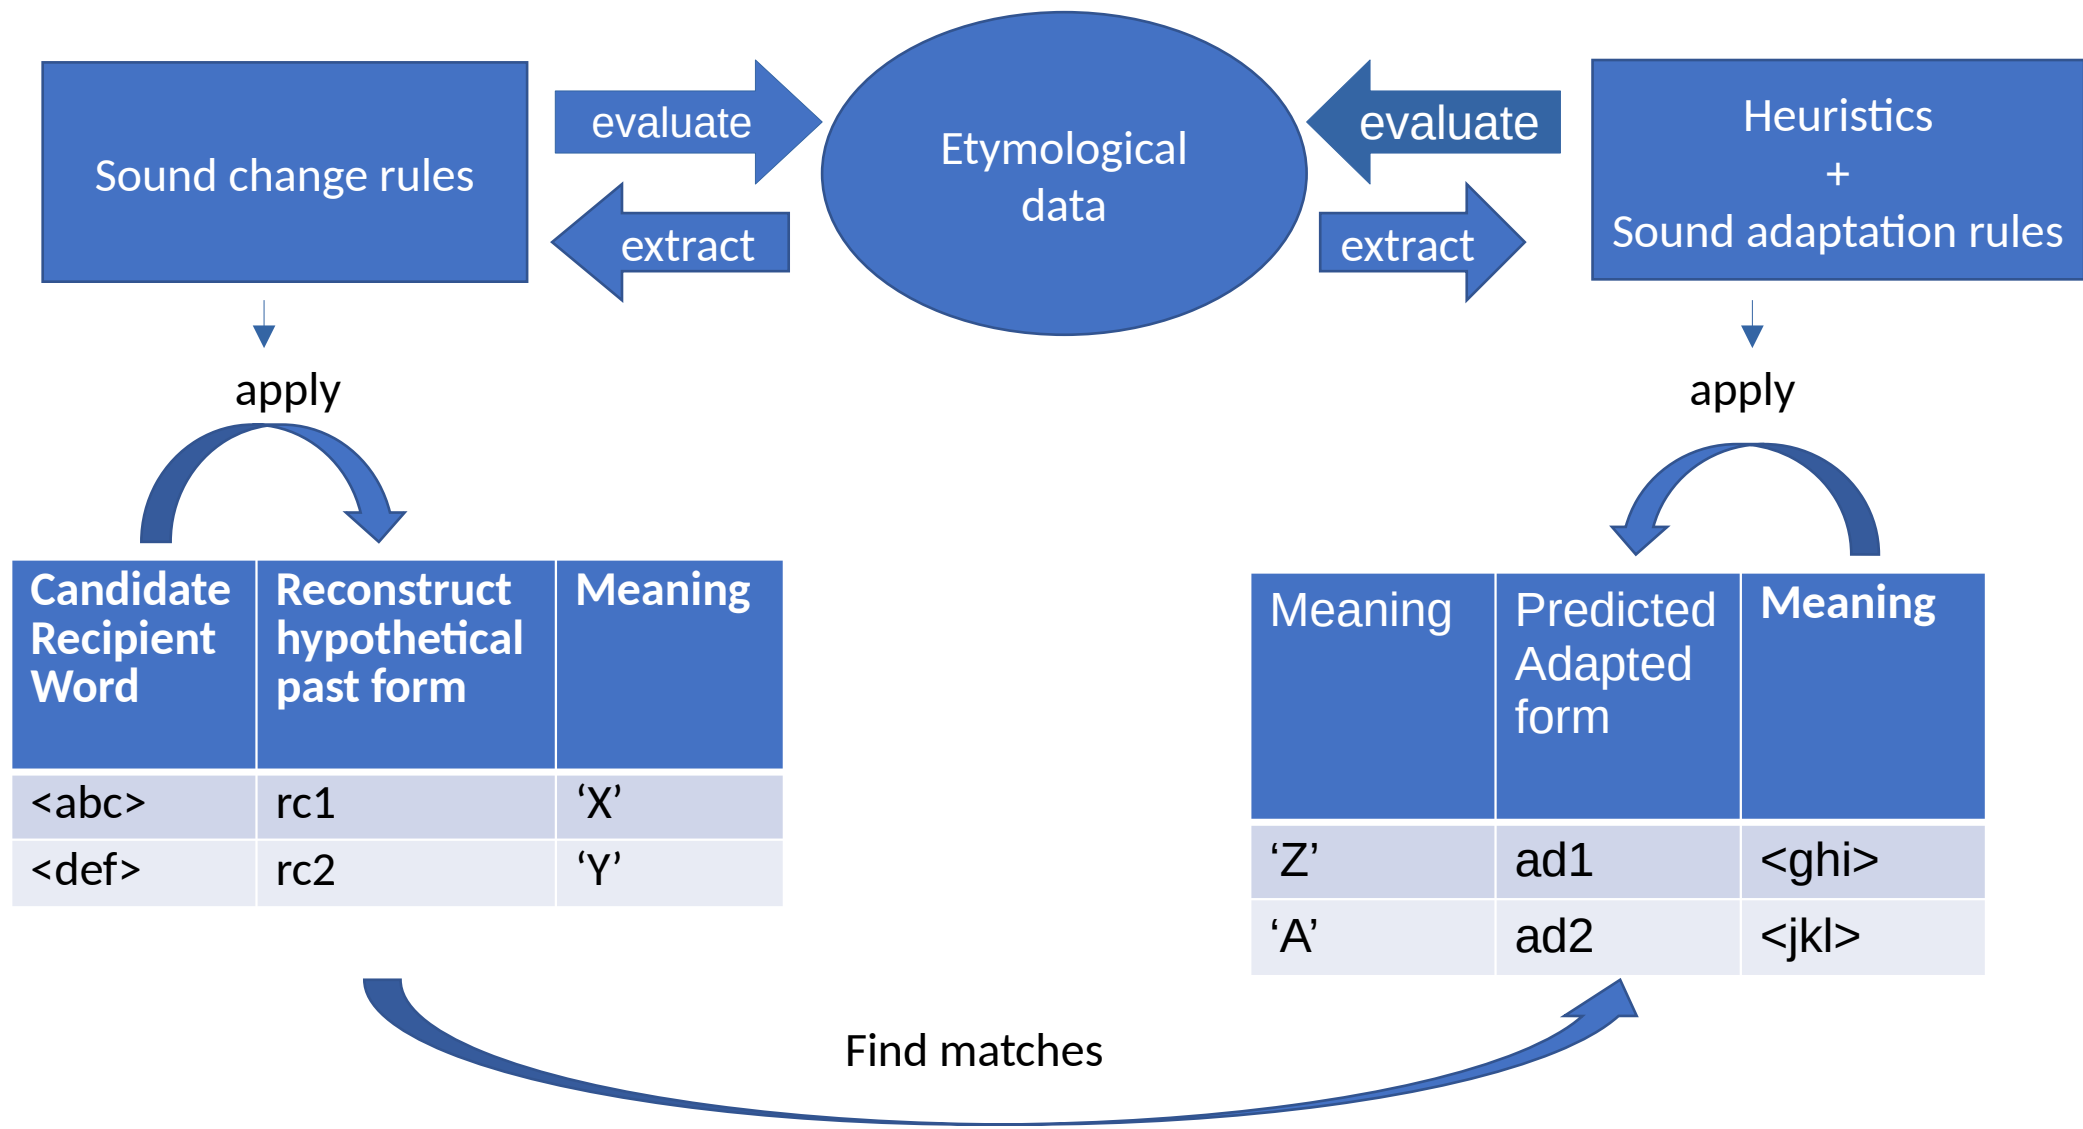 Sound change rules
evaluate
extract
Etymological
data
evaluate
extract
Heuristics
+
Sound adaptation rules
apply
apply
Candidate
Recipient
Word
Reconstruct
hypothetical
past form
Meaning
<abc>
rc1
‘X’
<def>
rc2
‘Y’
Meaning
Predicted
Adapted
form
Meaning
‘Z’
ad1
<ghi>
‘A’
ad2
<jkl>
Find matches